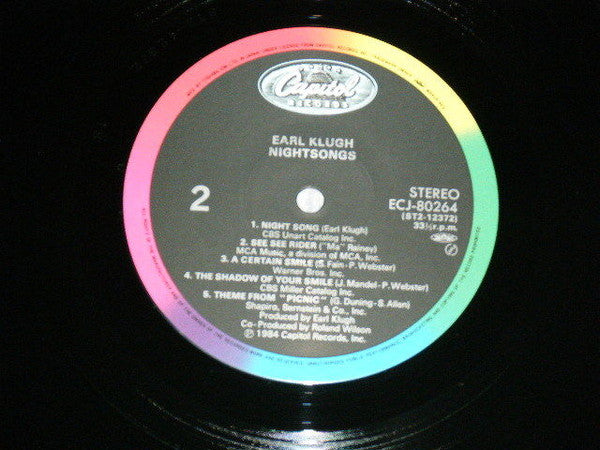 Capitol
RECORDS
EARL KLUGH
NIGHTSONGS
2
STEREO
ECJ-80264
(ST2-12372)
33⅓r.p.m.
1. NIGHT SONG (Earl Klugh)
CBS Unart Catalog Inc.
2. SEE SEE RIDER ("Ma" Rainey)
MCA Music, a division of MCA, Inc.
3. A CERTAIN SMILE (S. Fain-P. Webster)
Warner Bros. Inc.
4. THE SHADOW OF YOUR SMILE (J. Mandel-P. Webster)
CBS Miller Catalog Inc.
5. THEME FROM "PICNIC" (G. Duning-S. Allen)
Shapiro, Bernstein & Co., Inc.
Produced by Earl Klugh
Co-Produced by Roland Wilson
Ⓟ 1984 Capitol Records, Inc.